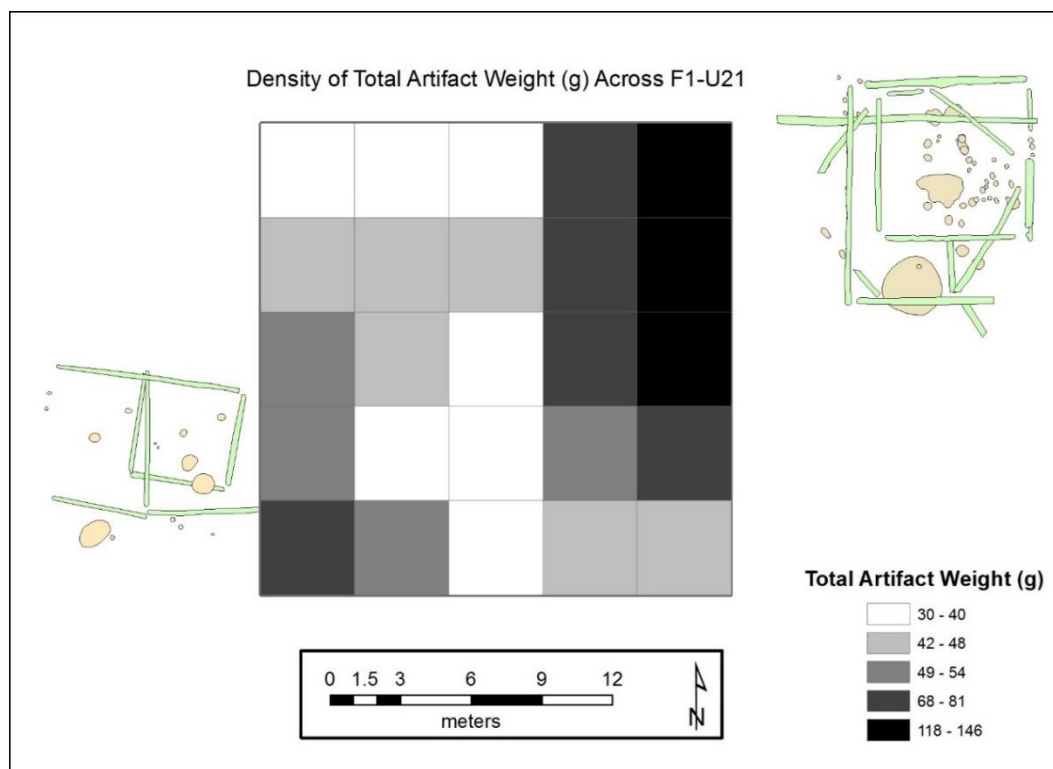 Density of Total Artifact Weight (g) Across F1-U21
0 1.5 3 6 9 12
meters
N
Total Artifact Weight (g)
30 - 40
42 - 48
49 - 54
68 - 81
118 - 146